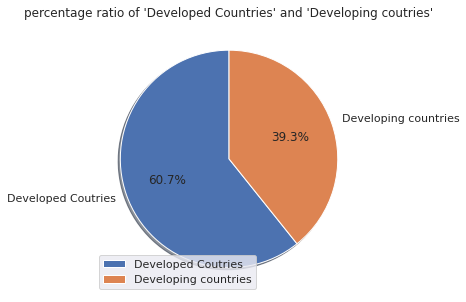 percentage ratio of 'Developed Countries' and 'Developing coutries'
Developing countries
39.3%
60.7%
Developed Coutries
Developed Coutries
Developing countries